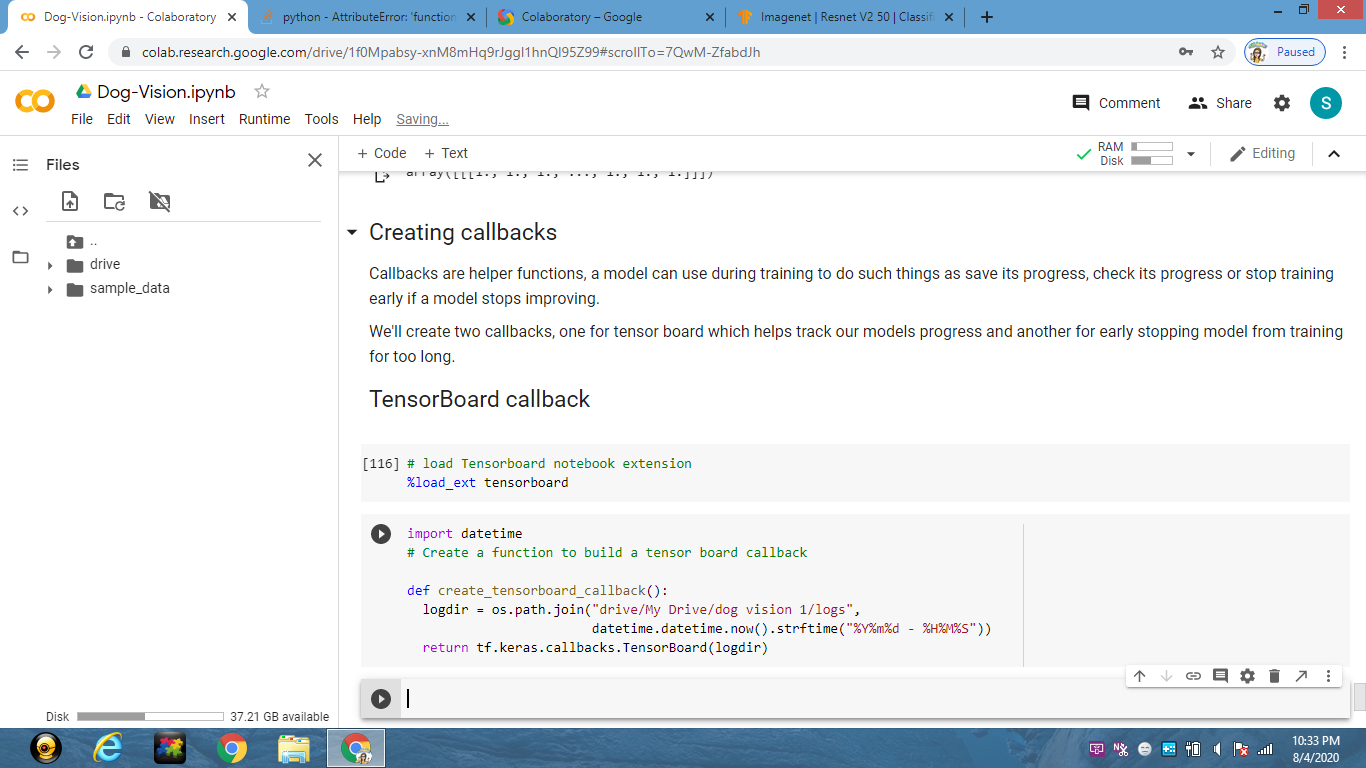 Dog-Vision.ipynb - Colaboratory
python - AttributeError: 'function
Colaboratory – Google
Imagenet | Resnet V2 50 | Classifi
colab.research.google.com/drive/1f0Mpabsy-xnM8mHq9rJggI1hnQl95Z99#scrollTo=7QwM-ZfabdJh
Paused
Dog-Vision.ipynb
Comment
Share
S
File Edit View Insert Runtime Tools Help Saving...
Files
+ Code + Text
RAM
Disk
Editing
array([[[1., 1., 1., ..., 1., 1., 1.]]])
..
drive
sample_data
Creating callbacks
Callbacks are helper functions, a model can use during training to do such things as save its progress, check its progress or stop training
early if a model stops improving.
We'll create two callbacks, one for tensor board which helps track our models progress and another for early stopping model from training
for too long.
TensorBoard callback
[116] # load Tensorboard notebook extension
%load_ext tensorboard
import datetime
# Create a function to build a tensor board callback
def create_tensorboard_callback():
logdir = os.path.join("drive/My Drive/dog vision 1/logs",
datetime.datetime.now().strftime("%Y%m%d - %H%M%S"))
return tf.keras.callbacks.TensorBoard(logdir)
Disk 37.21 GB available
10:33 PM
8/4/2020